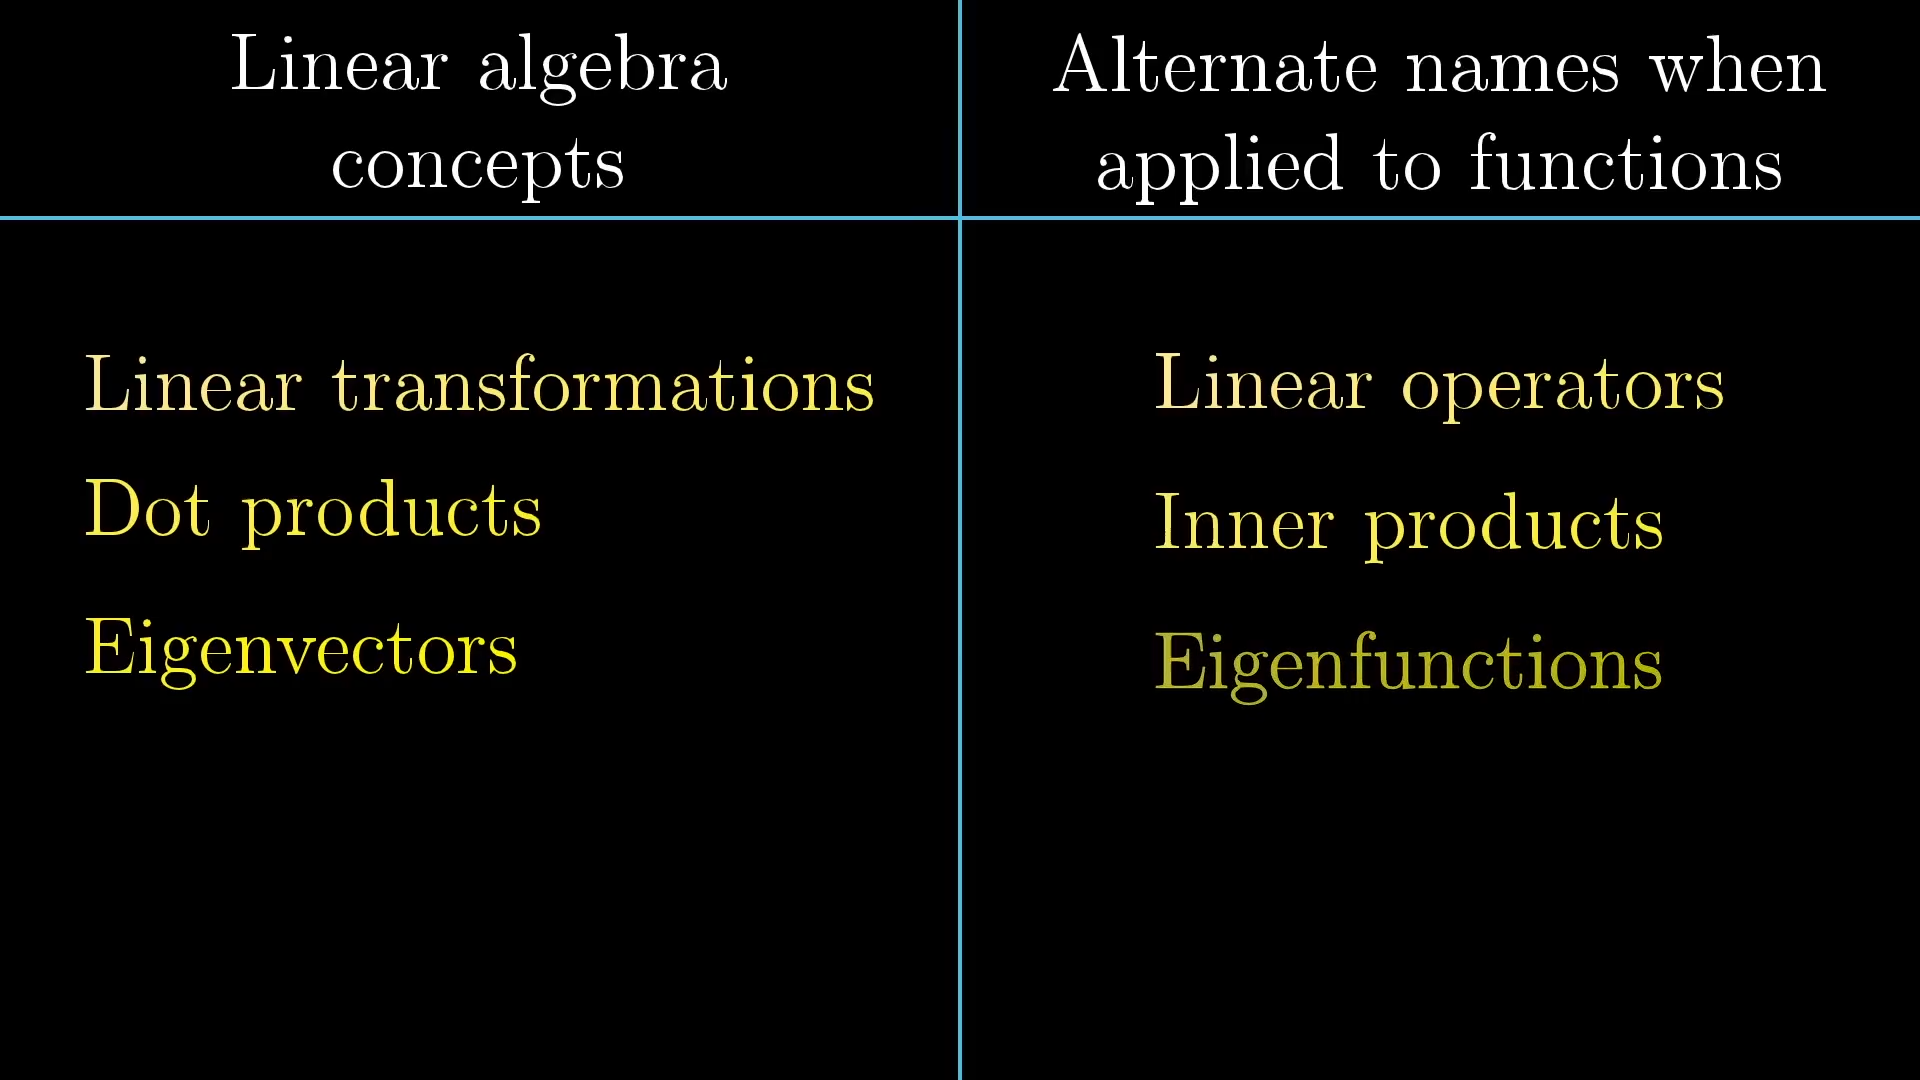 Linear algebra
concepts
Alternate names when
applied to functions
Linear transformations
Linear operators
Dot products
Inner products
Eigenvectors
Eigenfunctions